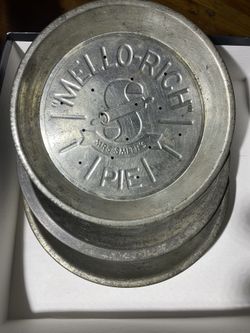 "MELLO-RICH"
S
MRS. SMITH'S
PIE